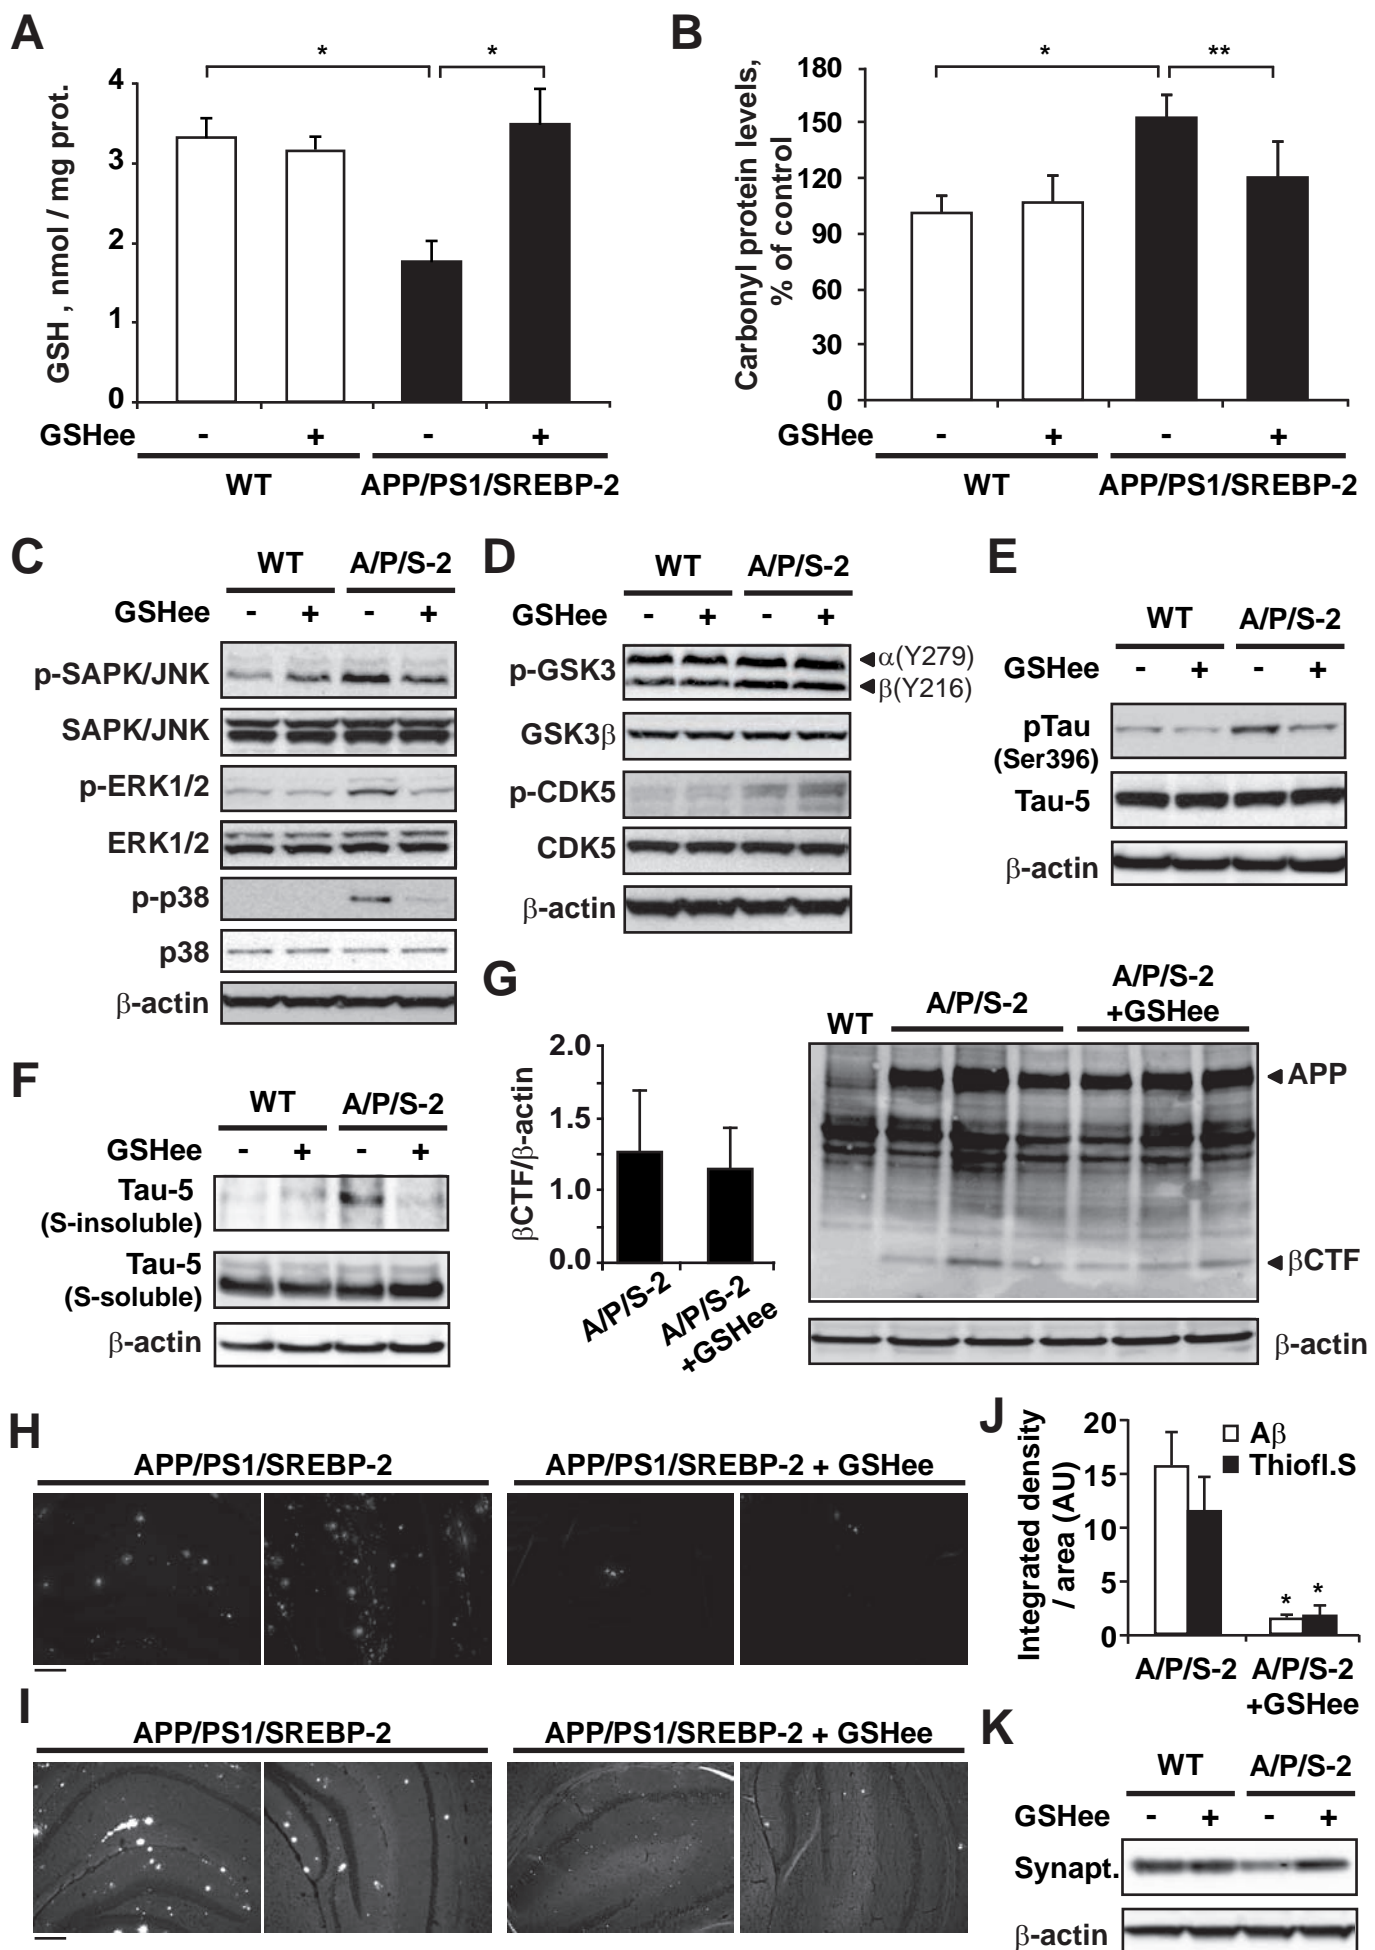 A
*
*
4
3
2
1
0
GSH , nmol / mg prot.
GSHee - + - +
WT APP/PS1/SREBP-2
B
*
**
180
150
120
90
60
30
0
Carbonyl protein levels,
% of control
GSHee - + - +
WT APP/PS1/SREBP-2
C
WT A/P/S-2
GSHee - + - +
p-SAPK/JNK
SAPK/JNK
p-ERK1/2
ERK1/2
p-p38
p38
β-actin
D
WT A/P/S-2
GSHee - + - +
p-GSK3
α(Y279)
β(Y216)
GSK3β
p-CDK5
CDK5
β-actin
E
WT A/P/S-2
GSHee - + - +
pTau
(Ser396)
Tau-5
β-actin
F
WT A/P/S-2
GSHee - + - +
Tau-5
(S-insoluble)
Tau-5
(S-soluble)
β-actin
G
2.0
1.5
1.0
0.0
βCTF/β-actin
A/P/S-2
A/P/S-2
+GSHee
WT A/P/S-2 A/P/S-2
+GSHee
APP
βCTF
β-actin
H
APP/PS1/SREBP-2 APP/PS1/SREBP-2 + GSHee
I
APP/PS1/SREBP-2 APP/PS1/SREBP-2 + GSHee
J
Integrated density
/ area (AU)
20
15
10
5
0
Aβ
Thiofl.S
* *
A/P/S-2 A/P/S-2
+GSHee
K
WT A/P/S-2
GSHee - + - +
Synapt.
β-actin